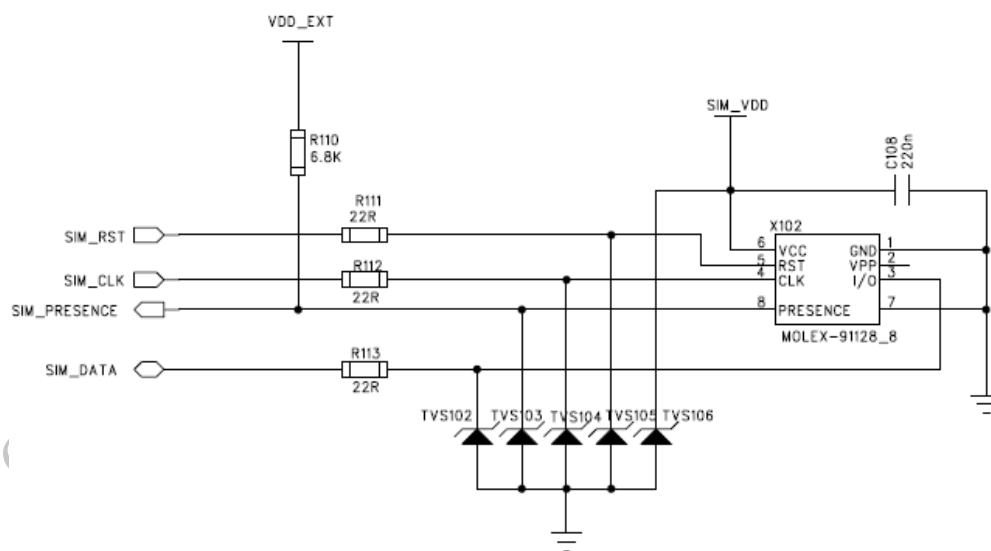 VDD_EXT
R110
6.8K
SIM_VDD
C108
220n
R111
22R
SIM_RST
X102
6 VCC GND 1
5 RST VPP 2
4 CLK I/O 3
R112
22R
SIM_CLK
SIM_PRESENCE
8 PRESENCE 7
MOLEX-91128_8
R113
22R
SIM_DATA
TVS102 TVS103 TVS104 TVS105 TVS106